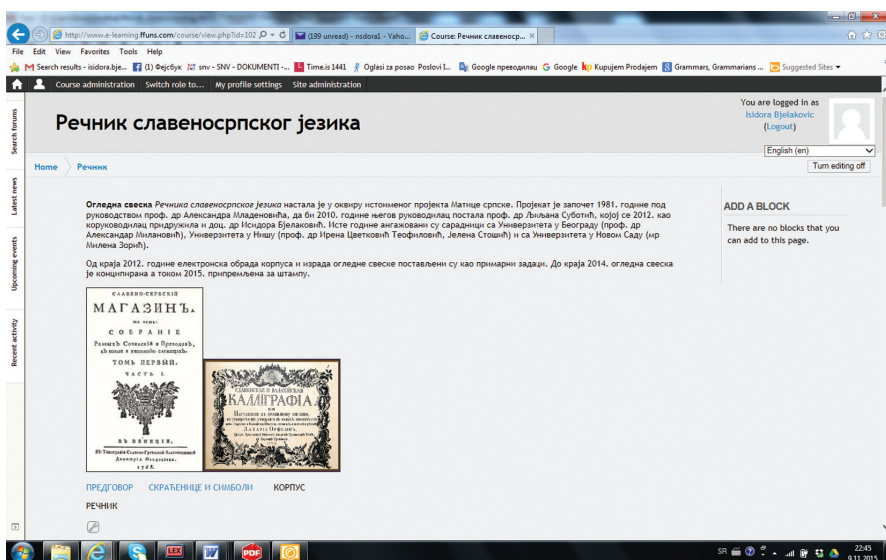 http://www.e-learning.ffuns.com/course/view.php?id=102
(199 unread) - nsdora1 - Yaho...
Course: Речник славеноср...
File Edit View Favorites Tools Help
Search results - isidora.bje...
(1) Фејсбук
snv - SNV - DOKUMENTI -...
Time.is 1441
Oglasi za posao Poslovi I...
Google преводилац
Google
Kupujem Prodajem
Grammars, Grammarians ...
Suggested Sites
Course administration Switch role to... My profile settings Site administration
You are logged in as
Isidora Bjelakovic
(Logout)
Речник славеносрпског језика
English (en)
Home Речник
Turn editing off
Search forums
Latest news
Upcoming events
Recent activity
Огледна свеска Речника славеносрпског језика настала је у оквиру истоименог пројекта Матице српске. Пројекат је започет 1981. године под
руководством проф. др Александра Младеновића, да би 2010. године његов руководилац постала проф. др Љиљана Суботић, којој се 2012. као
коруководилац придружила и доц. др Исидора Бјелаковић. Исте године ангажовани су сарадници са Универзитета у Београду (проф. др
Александар Милановић), Универзитета у Нишу (проф. др Ирена Цветковић Теофиловић, Јелена Стошић) и са Универзитета у Новом Саду (мр
Милена Зорић).
Од краја 2012. године електронска обрада корпуса и израда огледне свеске постављени су као примарни задаци. До краја 2014. огледна свеска
је конципирана а током 2015. припремљена за штампу.
ADD A BLOCK
There are no blocks that you
can add to this page.
СЛАВЕНО-СЕРБСКІЙ
МАГАЗИНЪ,
СОБРАНІЕ
ТОМЪ ПЕРВЫЙ.
ЧАСТЬ I.
ВЪ ВЕНЕЦІИ,
1768.
КАЛЛИГРАФІА
ПРЕДГОВОР СКРАЋЕНИЦЕ И СИМБОЛИ КОРПУС
РЕЧНИК
LEX
PDF
SR
22:45
9.11.2015